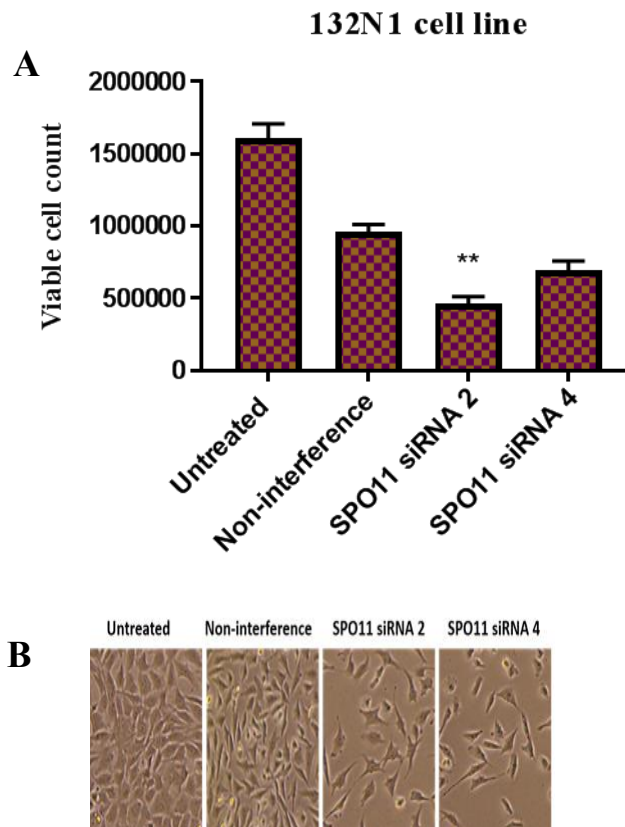 132N1 cell line
A
Viable cell count
2000000
1500000
1000000
500000
0
**
Untreated
Non-interference
SPO11 siRNA 2
SPO11 siRNA 4
B
Untreated Non-interference SPO11 siRNA 2 SPO11 siRNA 4